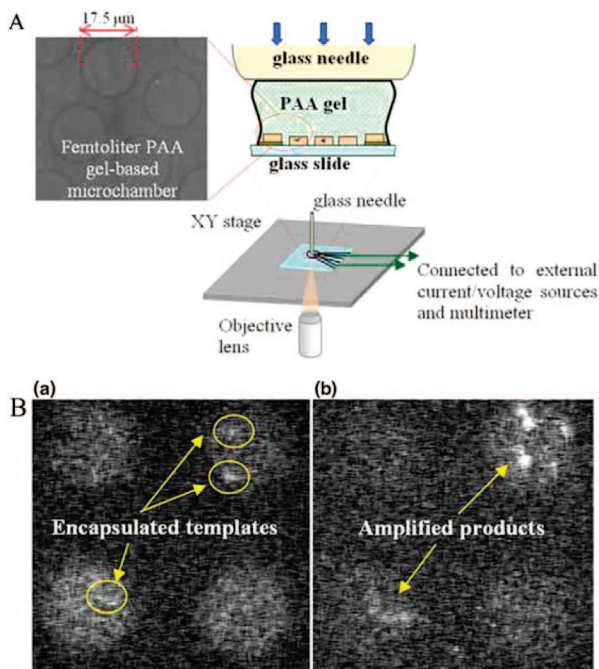 A
17.5 μm
Femtoliter PAA
gel-based
microchamber
glass needle
PAA gel
glass slide
glass needle
XY stage
Connected to external
current/voltage sources
and multimeter
Objective
lens
B
(a)
(b)
Encapsulated templates
Amplified products